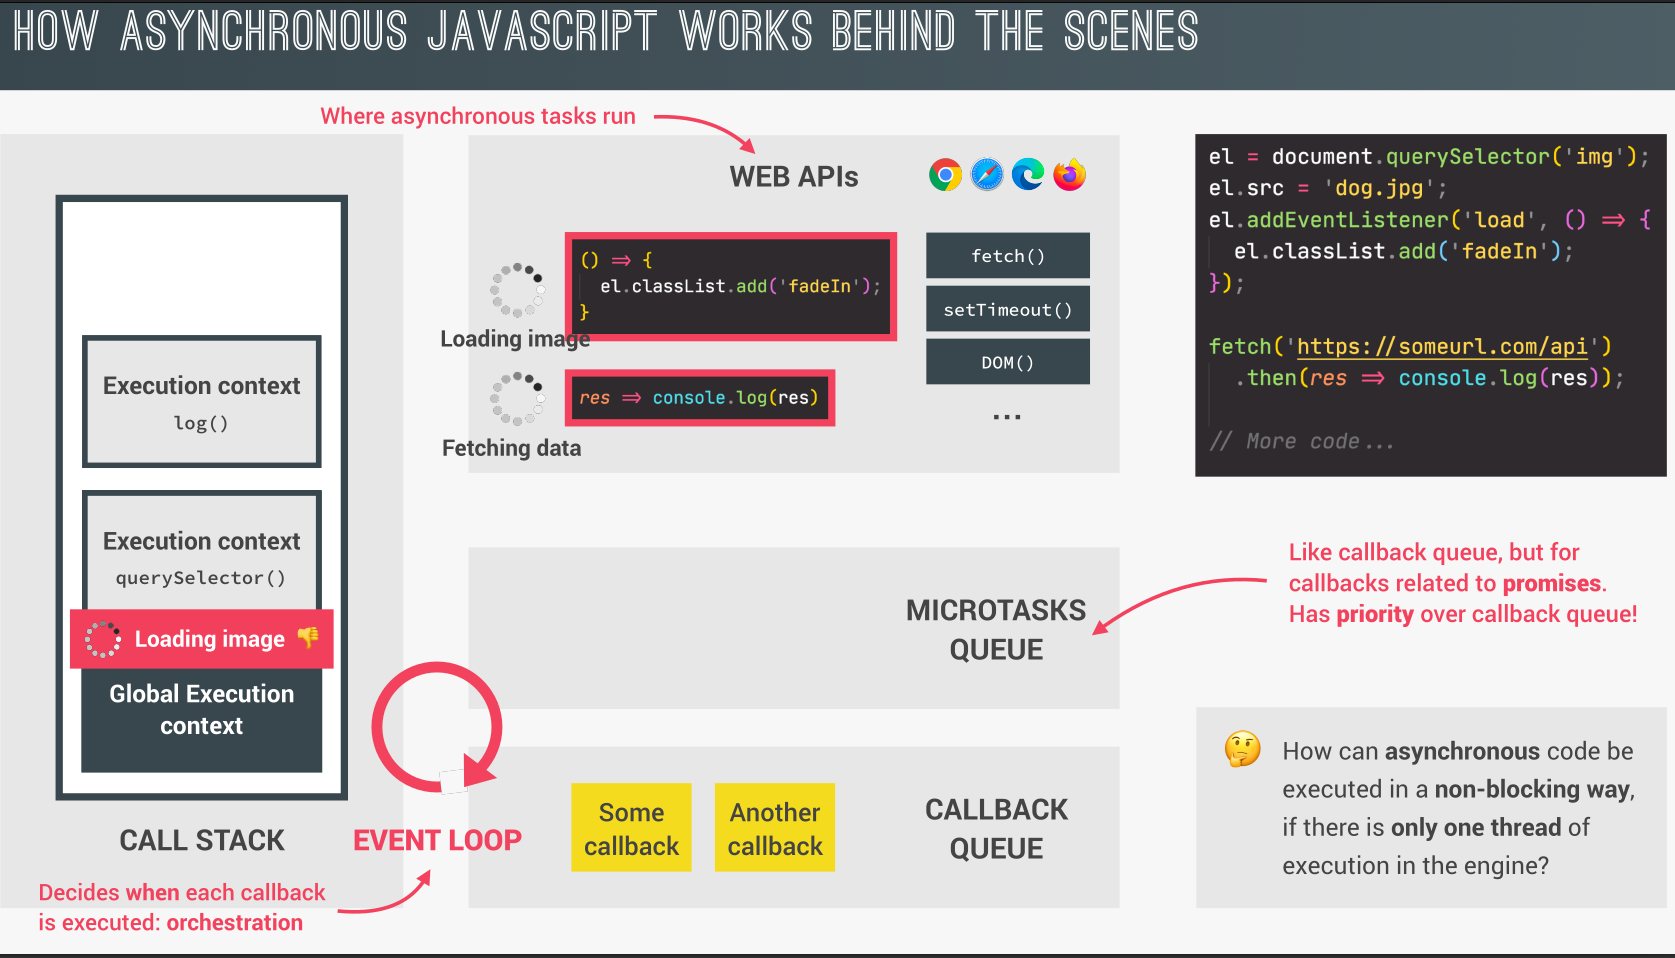 HOW ASYNCHRONOUS JAVASCRIPT WORKS BEHIND THE SCENES
Where asynchronous tasks run
WEB APIs
() => {
el.classList.add('fadeIn');
}
Loading image
res => console.log(res)
Fetching data
fetch()
setTimeout()
DOM()
...
el = document.querySelector('img');
el.src = 'dog.jpg';
el.addEventListener('load', () => {
el.classList.add('fadeIn');
});
fetch('https://someurl.com/api')
.then(res => console.log(res));
// More code...
Execution context
log()
Execution context
querySelector()
Loading image
Global Execution
context
CALL STACK
EVENT LOOP
Decides when each callback
is executed: orchestration
MICROTASKS
QUEUE
Like callback queue, but for
callbacks related to promises.
Has priority over callback queue!
Some
callback
Another
callback
CALLBACK
QUEUE
How can asynchronous code be
executed in a non-blocking way,
if there is only one thread of
execution in the engine?